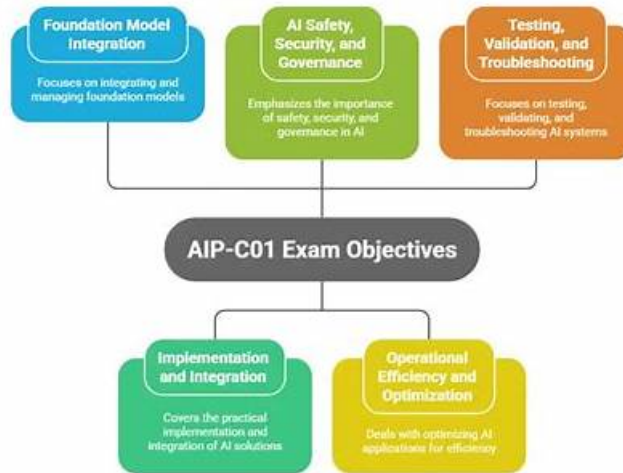 Foundation Model
Integration
Focuses on integrating and
managing foundation models
AI Safety,
Security, and
Governance
Emphasizes the importance
of safety, security, and
governance in AI
Testing,
Validation, and
Troubleshooting
Focuses on testing,
validating, and
troubleshooting AI systems
AIP-C01 Exam Objectives
Implementation
and Integration
Covers the practical
implementation and
integration of AI solutions
Operational
Efficiency and
Optimization
Deals with optimizing AI
applications for efficiency